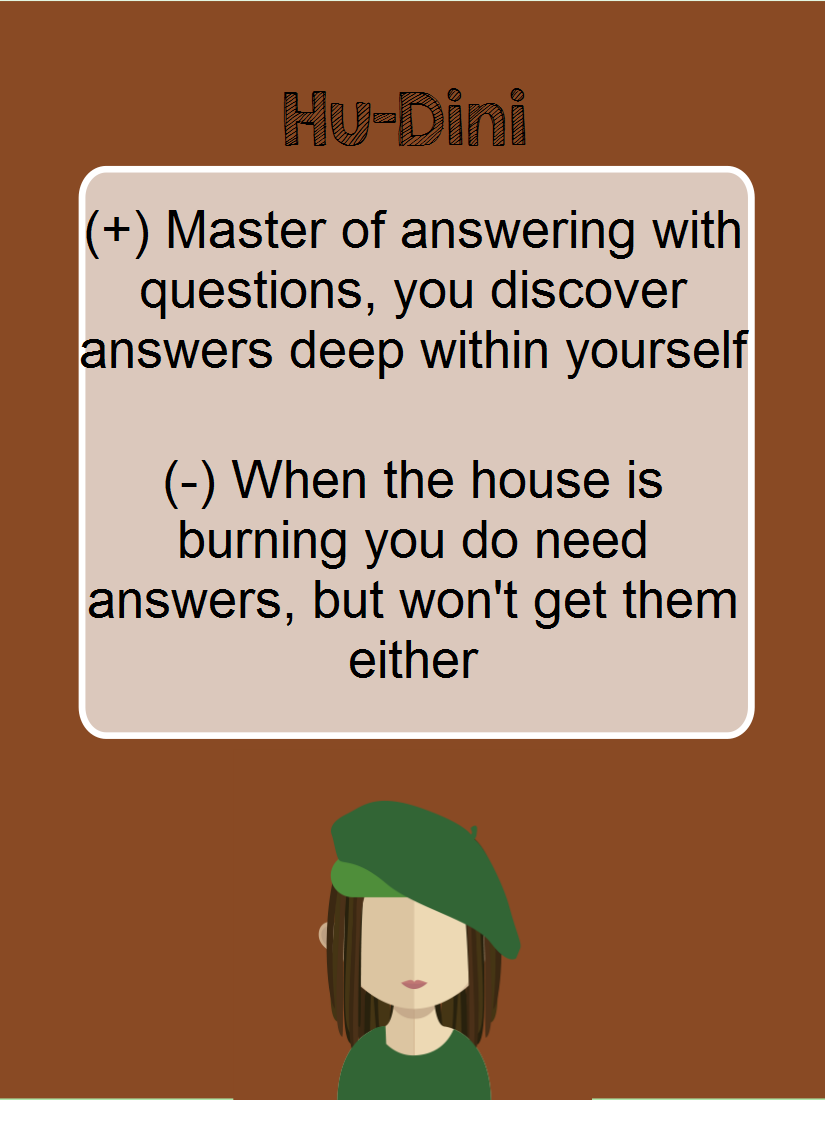 Hu-Dini
(+) Master of answering with
questions, you discover
answers deep within yourself
(-) When the house is
burning you do need
answers, but won't get them
either